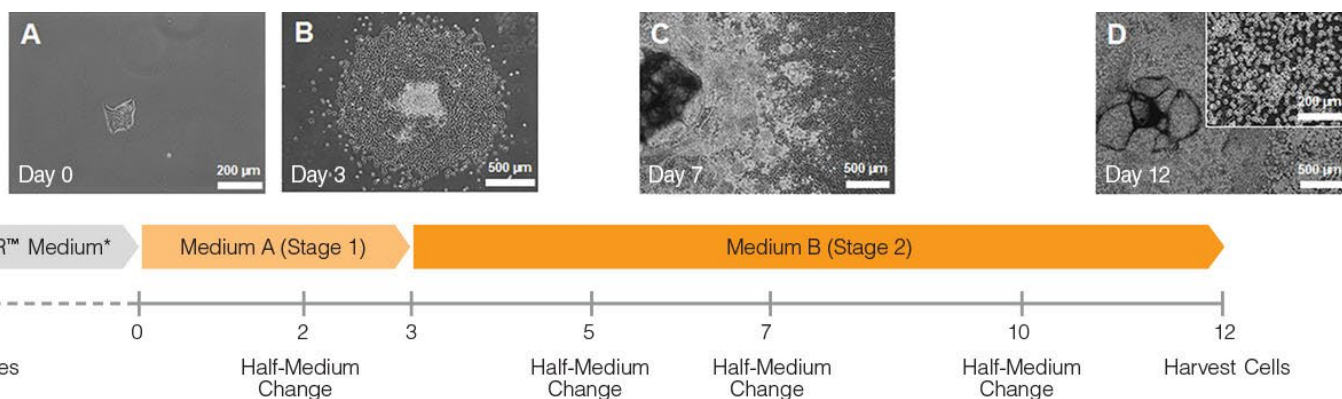 A
B
C
D
Day 0
200 µm
Day 3
500 µm
Day 7
500 µm
Day 12
200 µm
500 µm
R™ Medium*
Medium A (Stage 1)
Medium B (Stage 2)
0
2
3
5
7
10
12
es
Half-Medium
Change
Half-Medium
Change
Half-Medium
Change
Half-Medium
Change
Harvest Cells